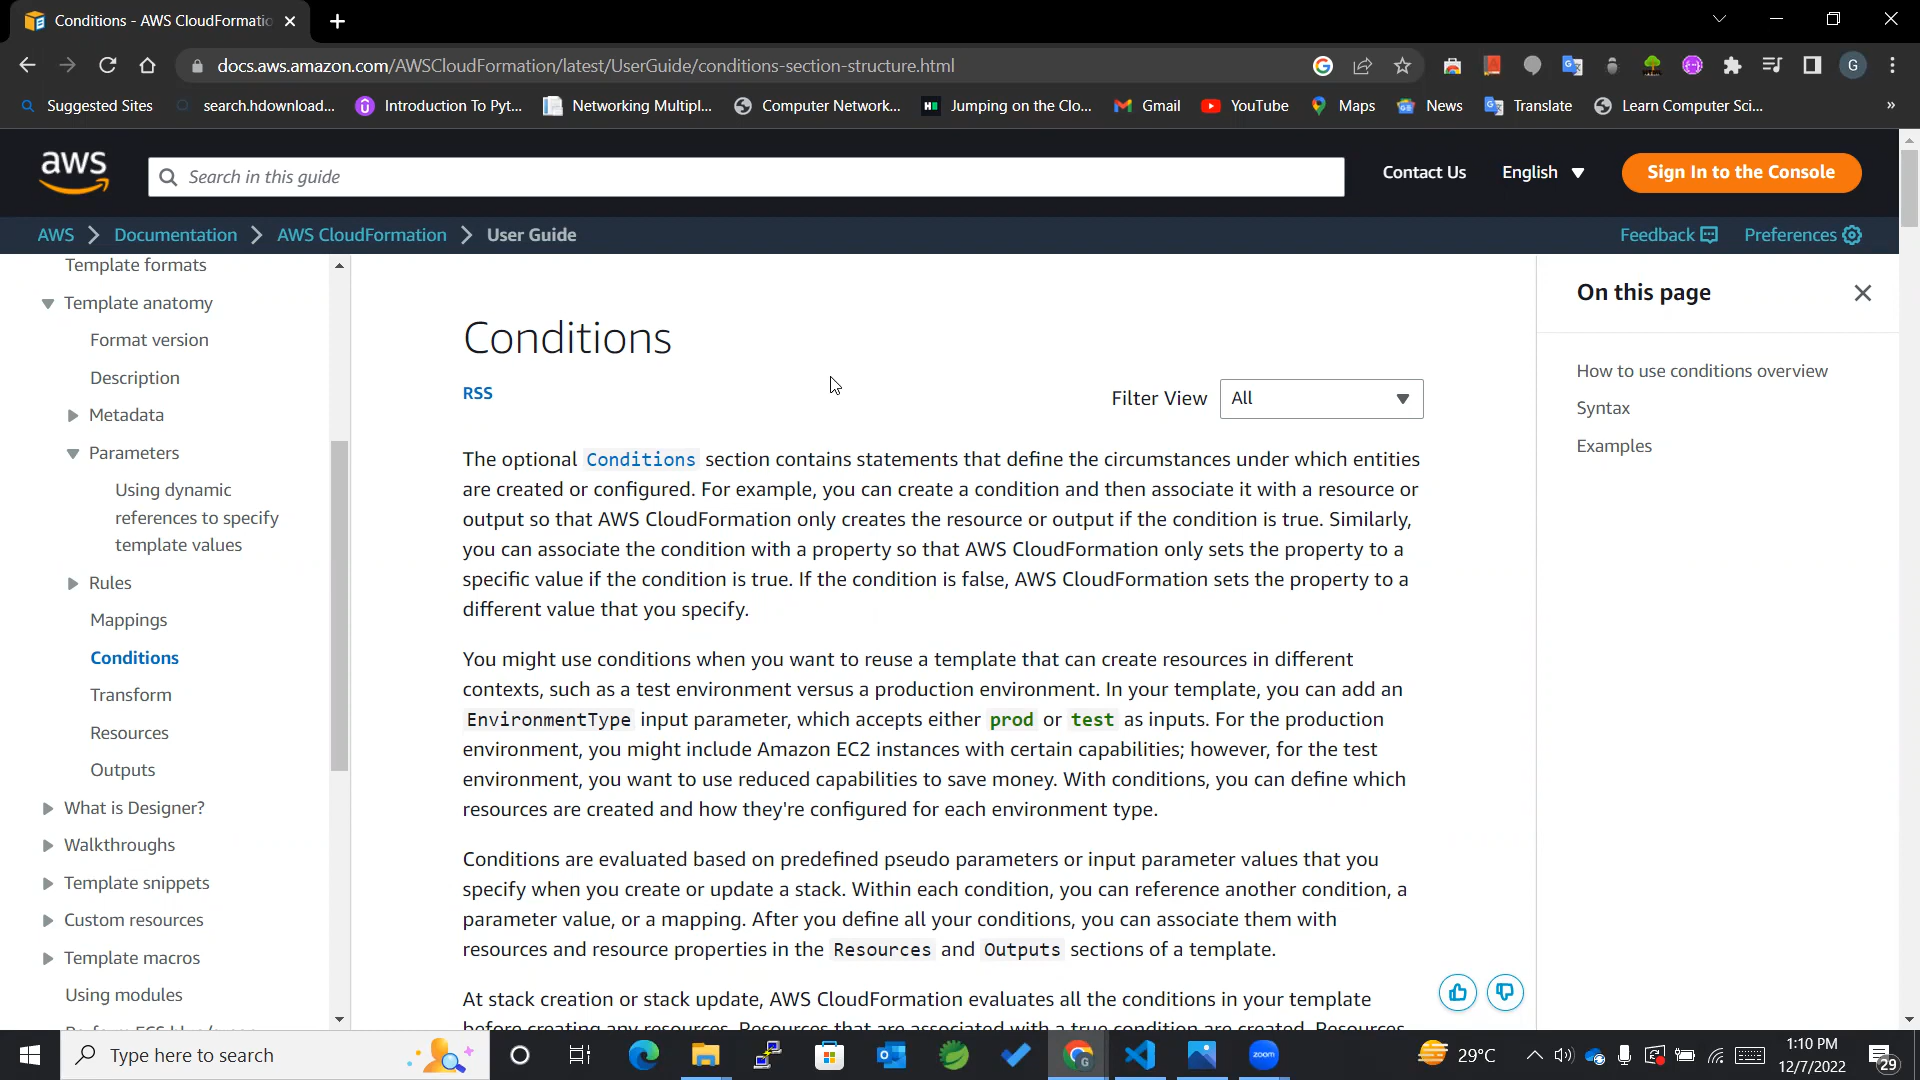 Conditions - AWS CloudFormatio
docs.aws.amazon.com/AWSCloudFormation/latest/UserGuide/conditions-section-structure.html
G
Suggested Sites
search.hdownload...
Introduction To Pyt...
Networking Multipl...
Computer Network...
Jumping on the Clo...
Gmail
YouTube
Maps
News
Translate
Learn Computer Sci...
»
aws
Search in this guide
Contact Us
English
Sign In to the Console
AWS
Documentation
AWS CloudFormation
User Guide
Feedback
Preferences
Template formats
Template anatomy
Format version
Description
Metadata
Parameters
Using dynamic
references to specify
template values
Rules
Mappings
Conditions
Transform
Resources
Outputs
What is Designer?
Walkthroughs
Template snippets
Custom resources
Template macros
Using modules
Conditions
RSS
Filter View
All
The optional Conditions section contains statements that define the circumstances under which entities
are created or configured. For example, you can create a condition and then associate it with a resource or
output so that AWS CloudFormation only creates the resource or output if the condition is true. Similarly,
you can associate the condition with a property so that AWS CloudFormation only sets the property to a
specific value if the condition is true. If the condition is false, AWS CloudFormation sets the property to a
different value that you specify.
You might use conditions when you want to reuse a template that can create resources in different
contexts, such as a test environment versus a production environment. In your template, you can add an
EnvironmentType input parameter, which accepts either prod or test as inputs. For the production
environment, you might include Amazon EC2 instances with certain capabilities; however, for the test
environment, you want to use reduced capabilities to save money. With conditions, you can define which
resources are created and how they're configured for each environment type.
Conditions are evaluated based on predefined pseudo parameters or input parameter values that you
specify when you create or update a stack. Within each condition, you can reference another condition, a
parameter value, or a mapping. After you define all your conditions, you can associate them with
resources and resource properties in the Resources and Outputs sections of a template.
At stack creation or stack update, AWS CloudFormation evaluates all the conditions in your template
before creating any resources. Resources that are associated with a true condition are created. Resources
On this page
How to use conditions overview
Syntax
Examples
Type here to search
zoom
29°C
1:10 PM
12/7/2022
29